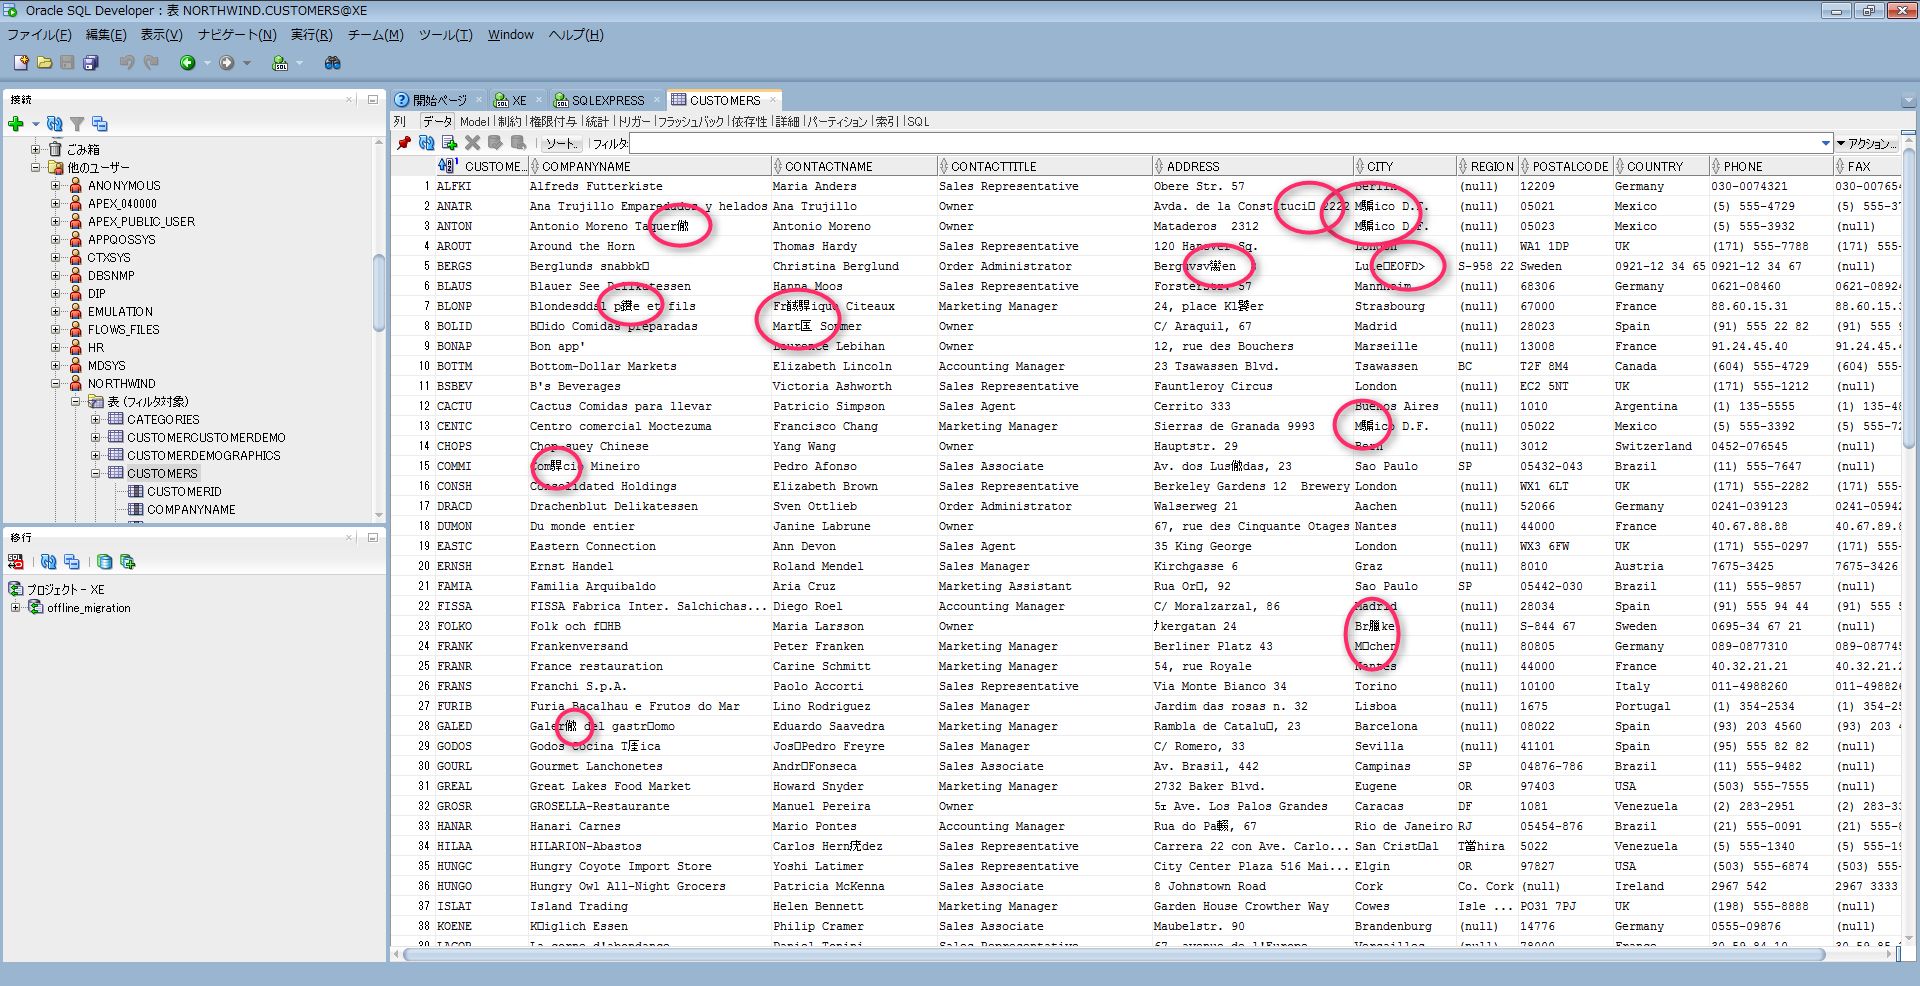 Oracle SQL Developer : 表 NORTHWIND.CUSTOMERS@XE
ファイル(F) 編集(E) 表示(V) ナビゲート(N) 実行(R) チーム(M) ツール(T) Window ヘルプ(H)
接続
ごみ箱
他のユーザー
ANONYMOUS
APEX_040000
APEX_PUBLIC_USER
APPQOSSYS
CTXSYS
DBSNMP
DIP
EMULATION
FLOWS_FILES
HR
MDSYS
NORTHWIND
表 (フィルタ対象)
CATEGORIES
CUSTOMERCUSTOMERDEMO
CUSTOMERDEMOGRAPHICS
CUSTOMERS
CUSTOMERID
COMPANYNAME
移行
プロジェクト - XE
offline_migration
開始ページ XE SQLEXPRESS CUSTOMERS
列 データ Model 制約 権限付与 統計 トリガー フラッシュバック 依存性 詳細 パーティション 索引 SQL
ソート.. フィルタ: アクション...
CUSTOME... COMPANYNAME CONTACTNAME CONTACTTITLE ADDRESS CITY REGION POSTALCODE COUNTRY PHONE FAX
1 ALFKI Alfreds Futterkiste Maria Anders Sales Representative Obere Str. 57 Berlin (null) 12209 Germany 030-0074321 030-007654
2 ANATR Ana Trujillo Emparedados y helados Ana Trujillo Owner Avda. de la Constituci□ 2222 M騙ico D.F. (null) 05021 Mexico (5) 555-4729 (5) 555-3
3 ANTON Antonio Moreno Taquer僘 Antonio Moreno Owner Mataderos 2312 M騙ico D.F. (null) 05023 Mexico (5) 555-3932 (null)
4 AROUT Around the Horn Thomas Hardy Sales Representative 120 Hanover Sq. London (null) WA1 1DP UK (171) 555-7788 (171) 555-
5 BERGS Berglunds snabbk□ Christina Berglund Order Administrator Berguvsv臠en 8 Lule□EOFD> S-958 22 Sweden 0921-12 34 65 0921-12 34 67 (null)
6 BLAUS Blauer See Delikatessen Hanna Moos Sales Representative Forsterstr. 57 Mannheim (null) 68306 Germany 0621-08460 0621-08924
7 BLONP Blondesddsl p鑽e et fils Fr馘駻ique Citeaux Marketing Manager 24, place Kl饕er Strasbourg (null) 67000 France 88.60.15.31 88.60.15.3
8 BOLID B□ido Comidas preparadas Mart匤 Sommer Owner C/ Araquil, 67 Madrid (null) 28023 Spain (91) 555 22 82 (91) 555 9
9 BONAP Bon app' Laurence Lebihan Owner 12, rue des Bouchers Marseille (null) 13008 France 91.24.45.40 91.24.45.
10 BOTTM Bottom-Dollar Markets Elizabeth Lincoln Accounting Manager 23 Tsawassen Blvd. Tsawassen BC T2F 8M4 Canada (604) 555-4729 (604) 555-
11 BSBEV B's Beverages Victoria Ashworth Sales Representative Fauntleroy Circus London (null) EC2 5NT UK (171) 555-1212 (null)
12 CACTU Cactus Comidas para llevar Patricio Simpson Sales Agent Cerrito 333 Buenos Aires (null) 1010 Argentina (1) 135-5555 (1) 135-4
13 CENTC Centro comercial Moctezuma Francisco Chang Marketing Manager Sierras de Granada 9993 M騙ico D.F. (null) 05022 Mexico (5) 555-3392 (5) 555-72
14 CHOPS Chop-suey Chinese Yang Wang Owner Hauptstr. 29 Bern (null) 3012 Switzerland 0452-076545 (null)
15 COMMI Com駻cio Mineiro Pedro Afonso Sales Associate Av. dos Lus僘das, 23 Sao Paulo SP 05432-043 Brazil (11) 555-7647 (null)
16 CONSH Consolidated Holdings Elizabeth Brown Sales Representative Berkeley Gardens 12 Brewery London (null) WX1 6LT UK (171) 555-2282 (171) 555-
17 DRACD Drachenblut Delikatessen Sven Ottlieb Order Administrator Walserweg 21 Aachen (null) 52066 Germany 0241-039123 0241-05942
18 DUMON Du monde entier Janine Labrune Owner 67, rue des Cinquante Otages Nantes (null) 44000 France 40.67.88.88 40.67.89.8
19 EASTC Eastern Connection Ann Devon Sales Agent 35 King George London (null) WX3 6FW UK (171) 555-0297 (171) 555-
20 ERNSH Ernst Handel Roland Mendel Sales Manager Kirchgasse 6 Graz (null) 8010 Austria 7675-3425 7675-3426
21 FAMIA Familia Arquibaldo Aria Cruz Marketing Assistant Rua Or□, 92 Sao Paulo SP 05442-030 Brazil (11) 555-9857 (null)
22 FISSA FISSA Fabrica Inter. Salchichas... Diego Roel Accounting Manager C/ Moralzarzal, 86 Madrid (null) 28034 Spain (91) 555 94 44 (91) 555 5
23 FOLKO Folk och f□HB Maria Larsson Owner ﾅkergatan 24 Br臘ke (null) S-844 67 Sweden 0695-34 67 21 (null)
24 FRANK Frankenversand Peter Franken Marketing Manager Berliner Platz 43 M□chen (null) 80805 Germany 089-0877310 089-08774
25 FRANR France restauration Carine Schmitt Marketing Manager 54, rue Royale Nantes (null) 44000 France 40.32.21.21 40.32.21.2
26 FRANS Franchi S.p.A. Paolo Accorti Sales Representative Via Monte Bianco 34 Torino (null) 10100 Italy 011-4988260 011-498826
27 FURIB Furia Bacalhau e Frutos do Mar Lino Rodriguez Sales Manager Jardim das rosas n. 32 Lisboa (null) 1675 Portugal (1) 354-2534 (1) 354-25
28 GALED Galer僘 del gastr□omo Eduardo Saavedra Marketing Manager Rambla de Catalu□, 23 Barcelona (null) 08022 Spain (93) 203 4560 (93) 203 4
29 GODOS Godos Cocina T厓ica Jos□Pedro Freyre Sales Manager C/ Romero, 33 Sevilla (null) 41101 Spain (95) 555 82 82 (null)
30 GOURL Gourmet Lanchonetes Andr□Fonseca Sales Associate Av. Brasil, 442 Campinas SP 04876-786 Brazil (11) 555-9482 (null)
31 GREAL Great Lakes Food Market Howard Snyder Marketing Manager 2732 Baker Blvd. Eugene OR 97403 USA (503) 555-7555 (null)
32 GROSR GROSELLA-Restaurante Manuel Pereira Owner 5ｪ Ave. Los Palos Grandes Caracas DF 1081 Venezuela (2) 283-2951 (2) 283-3
33 HANAR Hanari Carnes Mario Pontes Accounting Manager Rua do Pa輟, 67 Rio de Janeiro RJ 05454-876 Brazil (21) 555-0091 (21) 555-8
34 HILAA HILARION-Abastos Carlos Hern疣dez Sales Representative Carrera 22 con Ave. Carlo... San Crist□al T當hira 5022 Venezuela (5) 555-1340 (5) 555-19
35 HUNGC Hungry Coyote Import Store Yoshi Latimer Sales Representative City Center Plaza 516 Mai... Elgin OR 97827 USA (503) 555-6874 (503) 555-
36 HUNGO Hungry Owl All-Night Grocers Patricia McKenna Sales Associate 8 Johnstown Road Cork Co. Cork (null) Ireland 2967 542 2967 3333
37 ISLAT Island Trading Helen Bennett Marketing Manager Garden House Crowther Way Cowes Isle ... PO31 7PJ UK (198) 555-8888 (null)
38 KOENE K□iglich Essen Philip Cramer Sales Associate Maubelstr. 90 Brandenburg (null) 14776 Germany 0555-09876 (null)